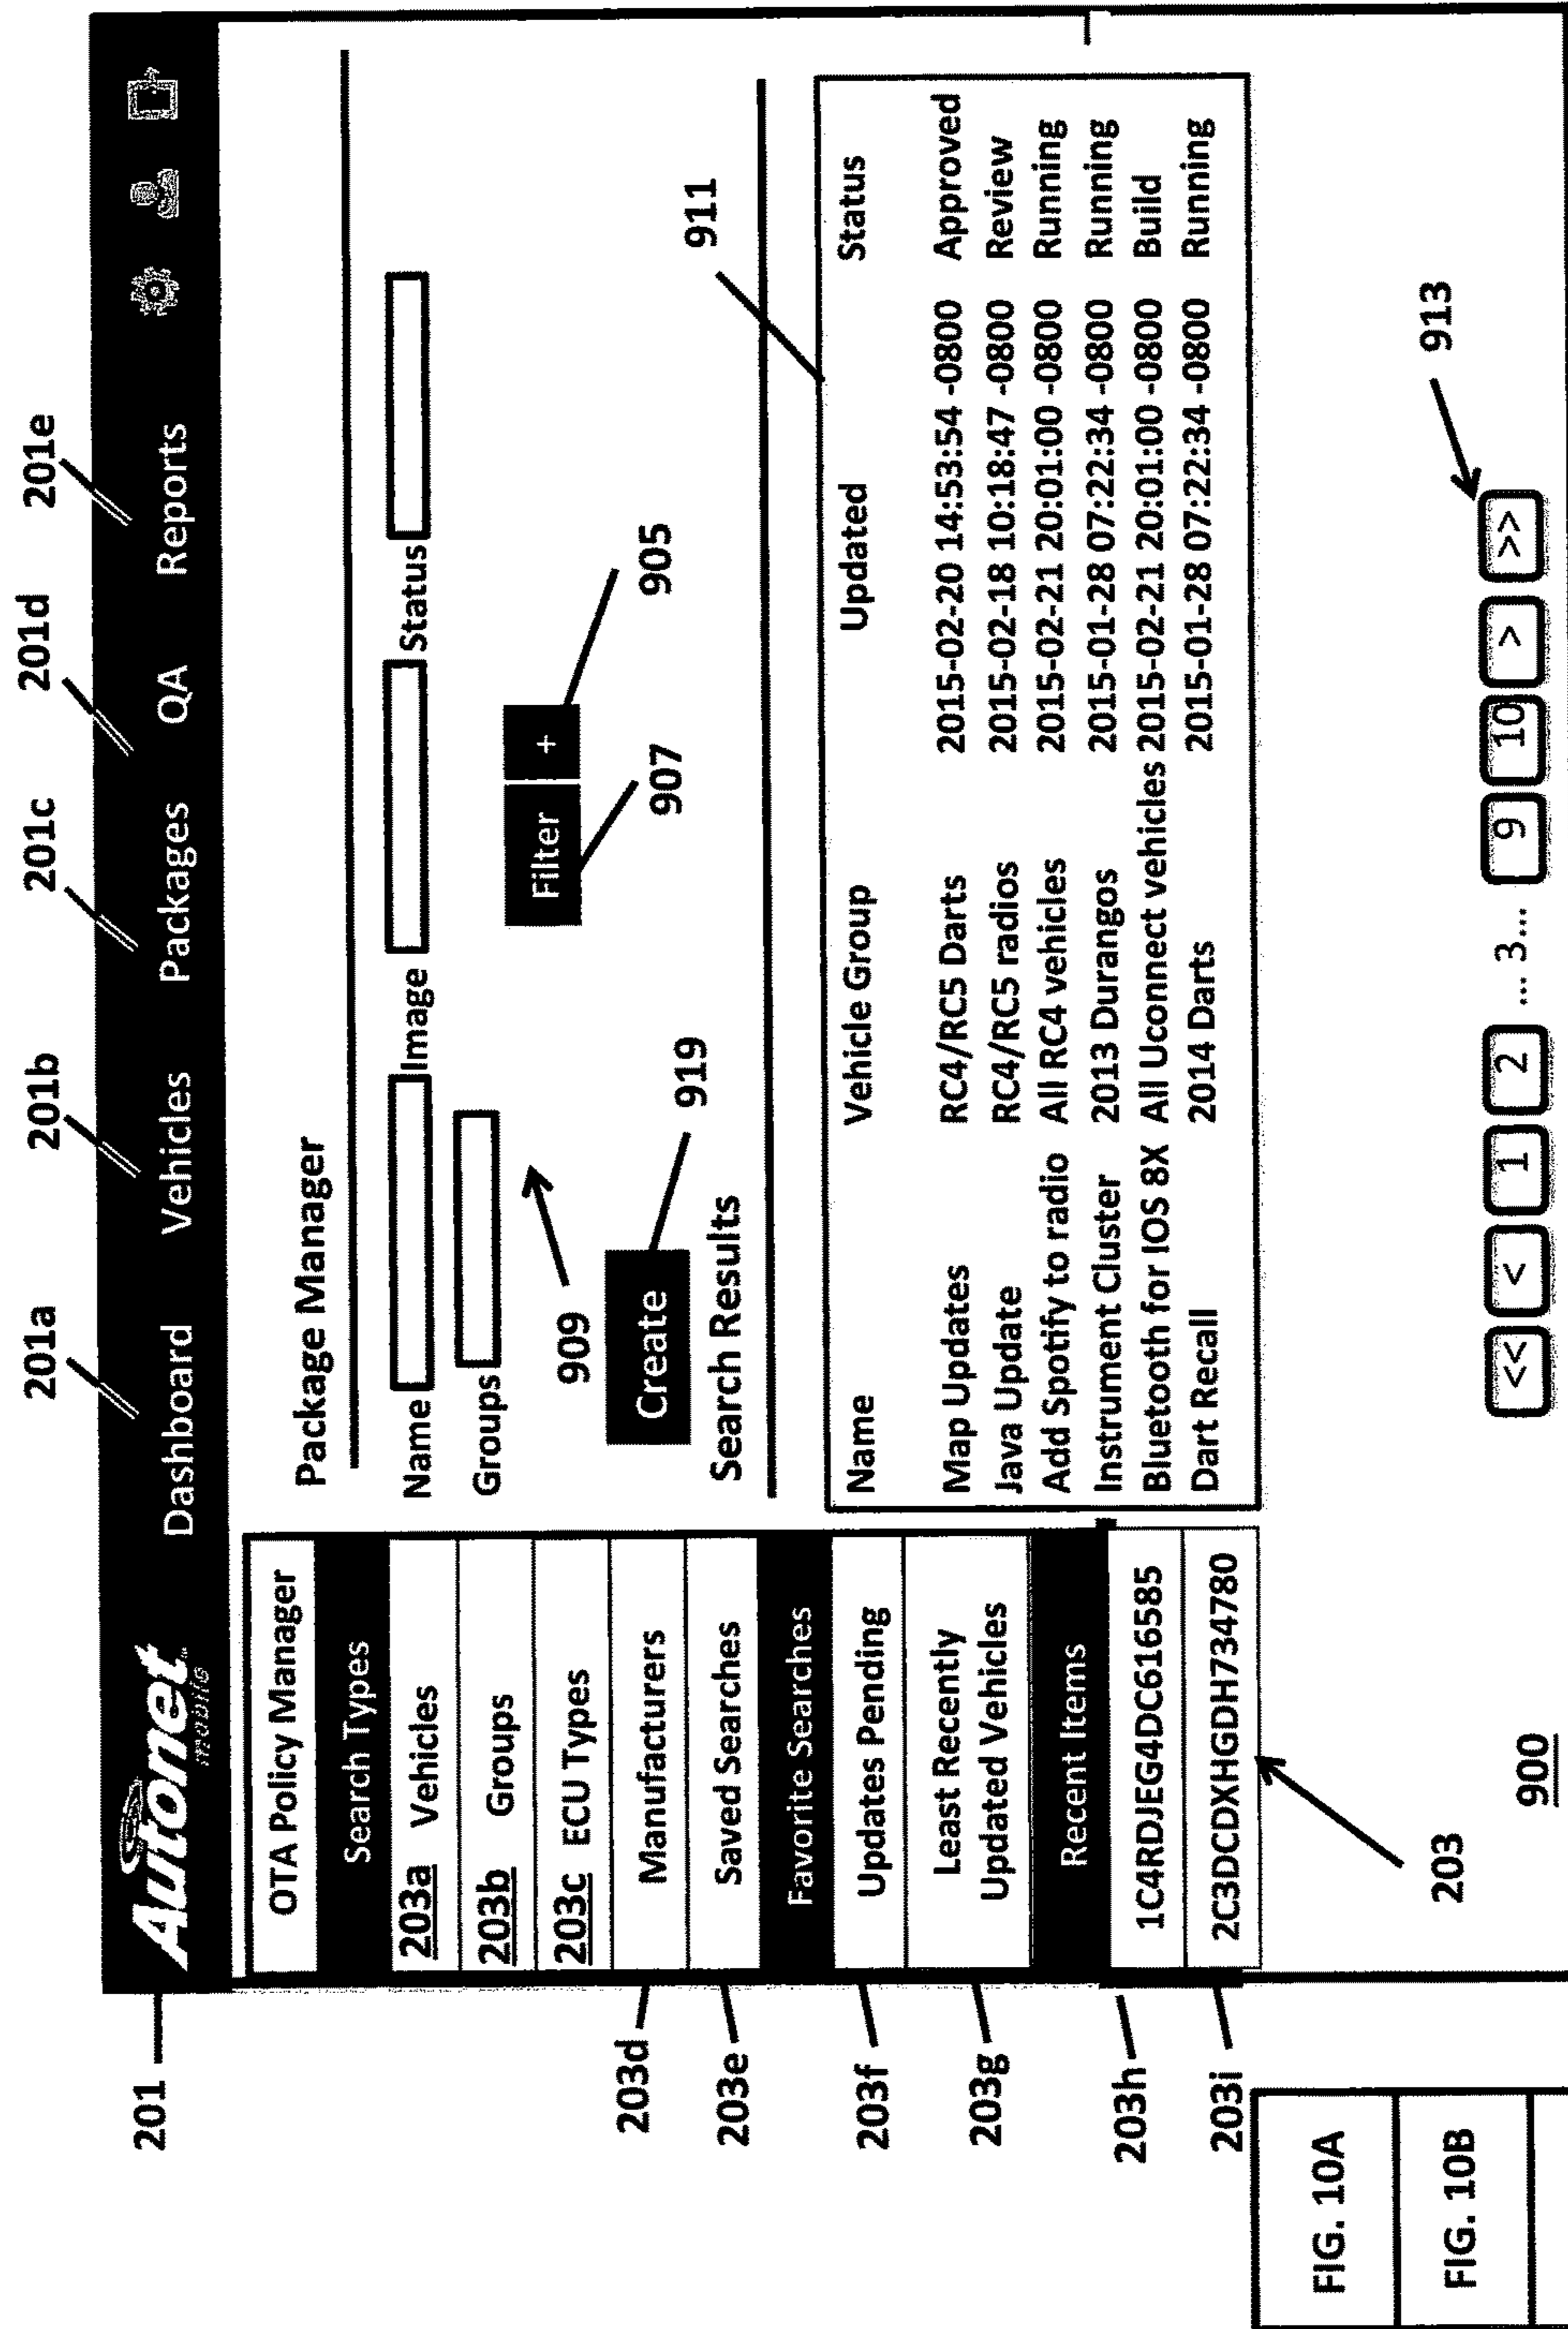 201a 201b 201c 201d 201e
201
Autonet
mobile
Dashboard Vehicles Packages QA Reports
OTA Policy Manager
Search Types
203a Vehicles
203b Groups
203c ECU Types
203d Manufacturers
203e Saved Searches
Favorite Searches
203f Updates Pending
203g Least Recently
Updated Vehicles
Recent Items
203h 1C4RDJEG4DC616585
203i 2C3DCDXHGDH734780
203
Package Manager
Name Image Status
Groups
909
Filter +
907 905
Create
919
Search Results
911
Name Vehicle Group Updated Status
Map Updates RC4/RC5 Darts 2015-02-20 14:53:54 -0800 Approved
Java Update RC4/RC5 radios 2015-02-18 10:18:47 -0800 Review
Add Spotify to radio All RC4 vehicles 2015-02-21 20:01:00 -0800 Running
Instrument Cluster 2013 Durangos 2015-01-28 07:22:34 -0800 Running
Bluetooth for IOS 8X All Uconnect vehicles 2015-02-21 20:01:00 -0800 Build
Dart Recall 2014 Darts 2015-01-28 07:22:34 -0800 Running
913
<< < 1 2 ... 3... 9 10 > >>
900
FIG. 10A
FIG. 10B